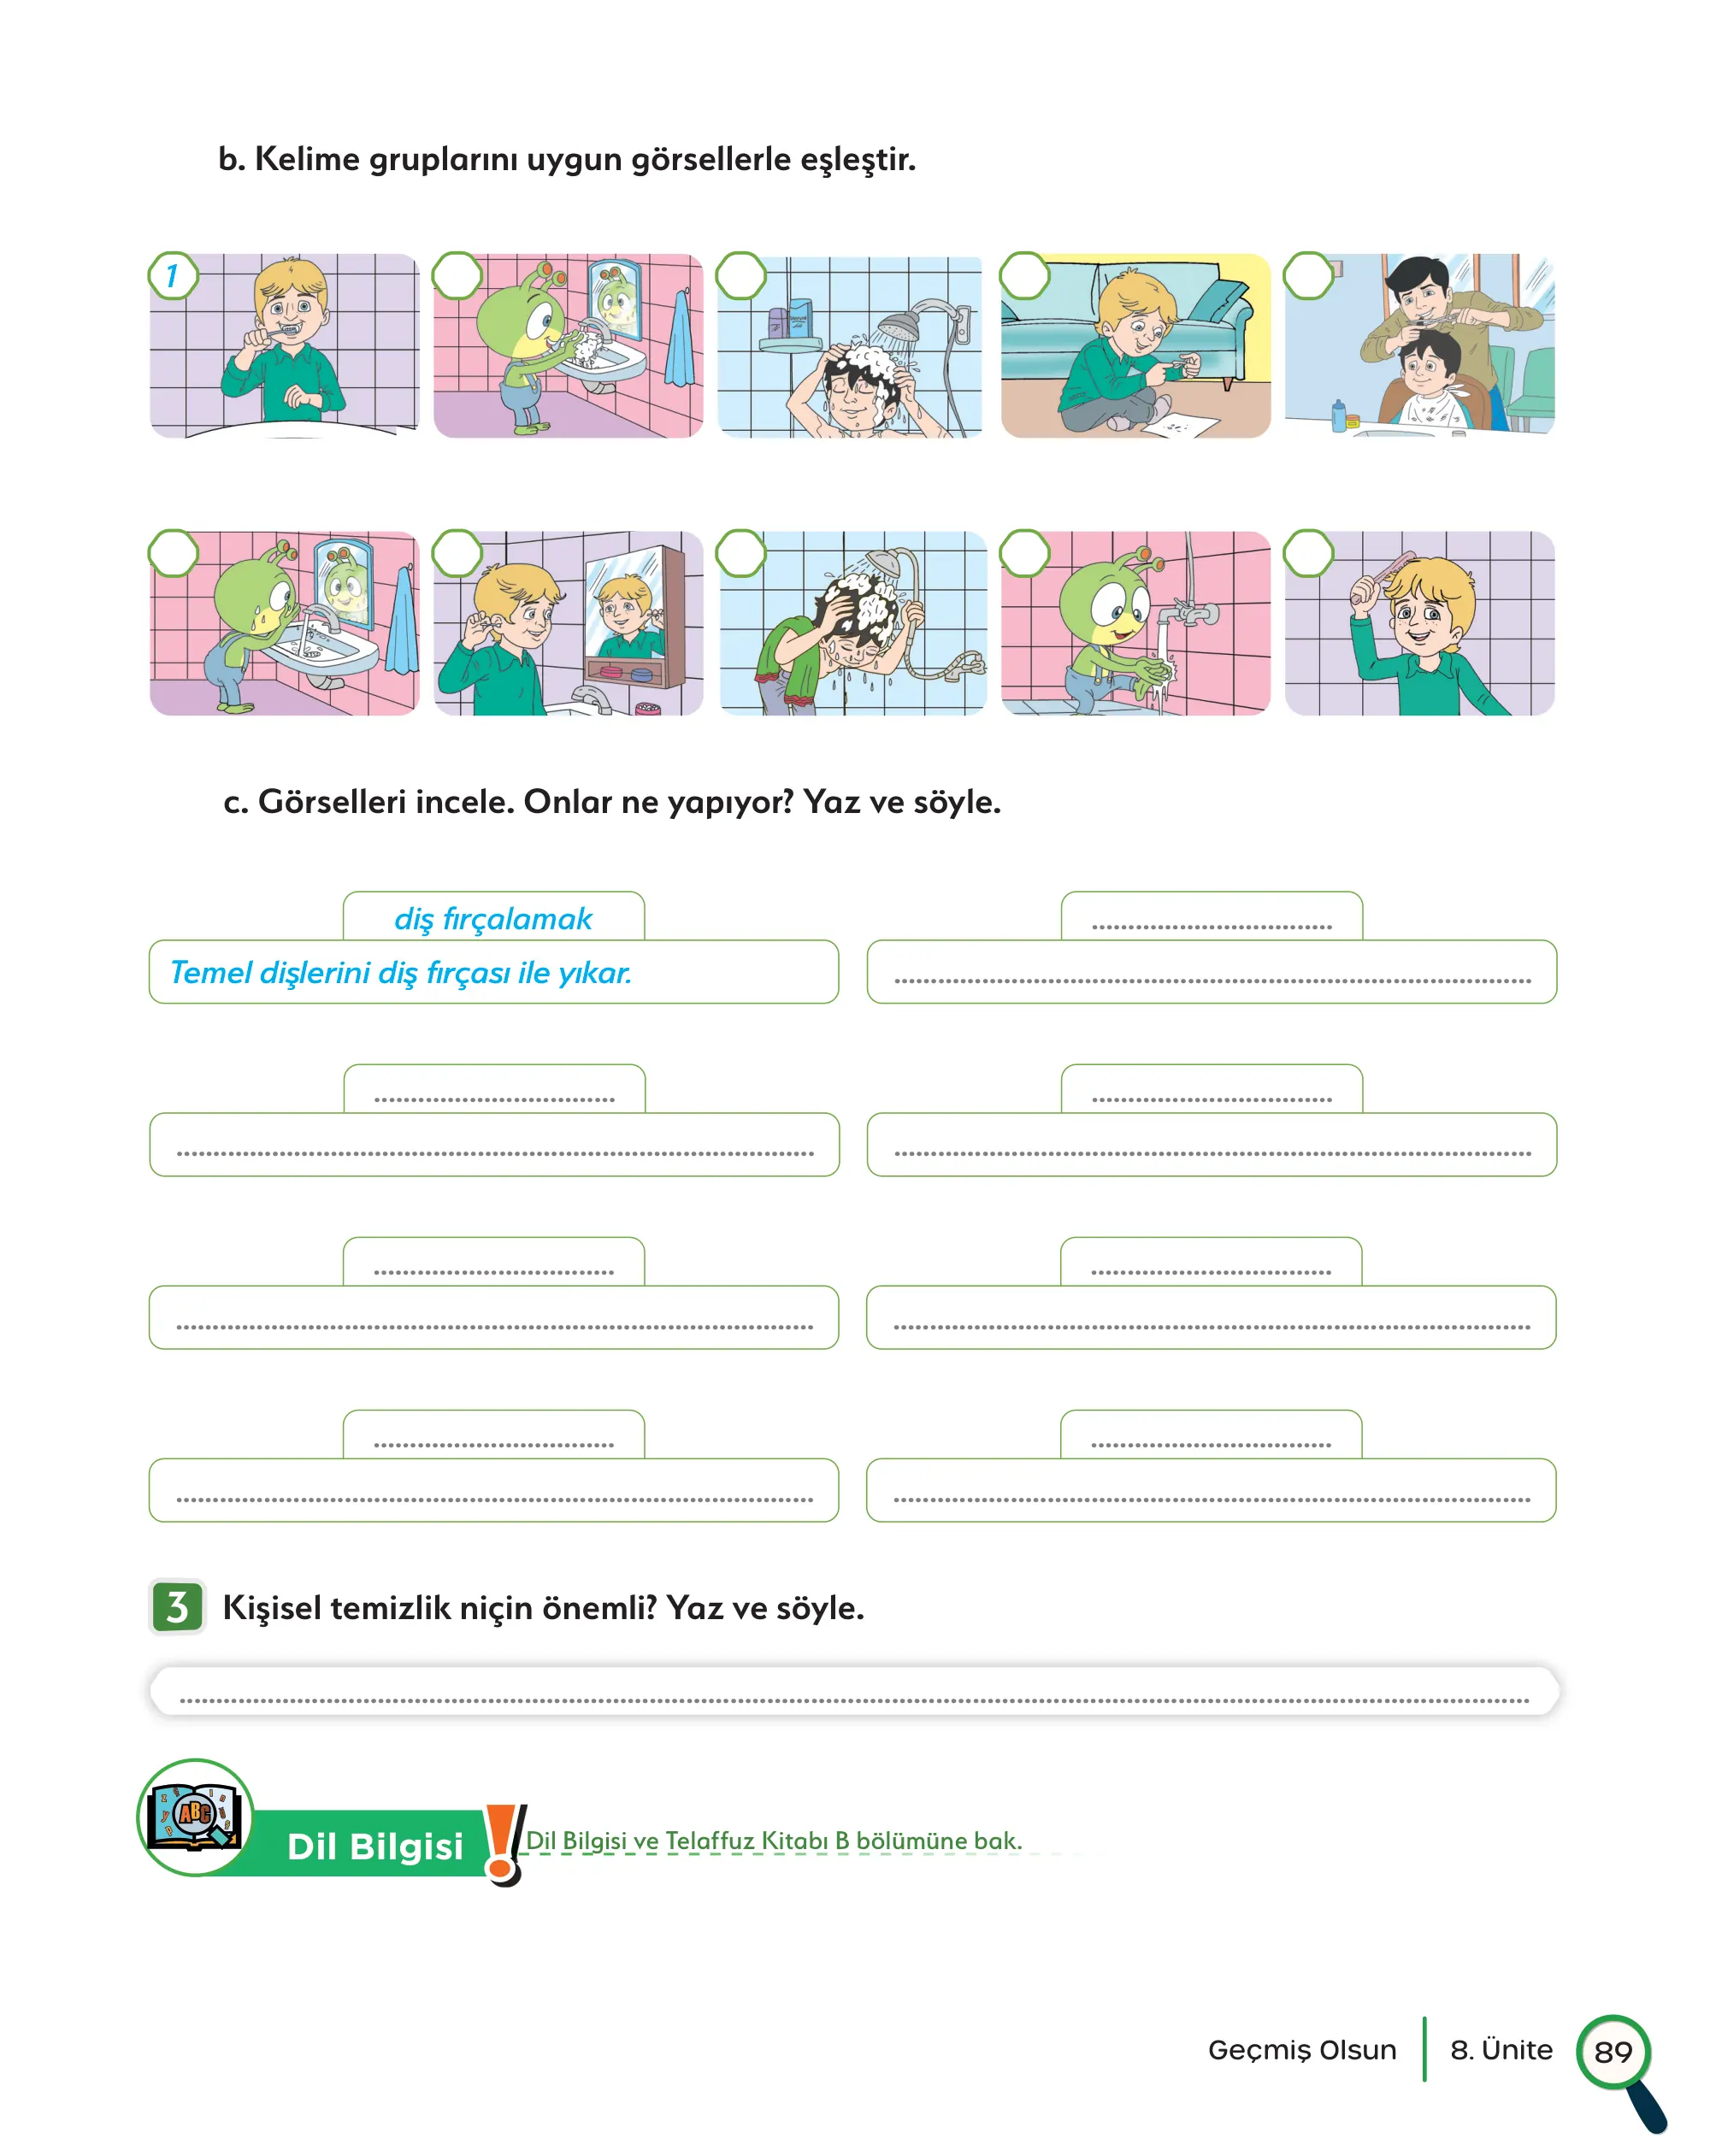 b. Kelime gruplarını uygun görsellerle eşleştir.
1
c. Görselleri incele. Onlar ne yapıyor? Yaz ve söyle.
diş fırçalamak
Temel dişlerini diş fırçası ile yıkar.
3 Kişisel temizlik niçin önemli? Yaz ve söyle.
ABC
Dil Bilgisi
Dil Bilgisi ve Telaffuz Kitabı B bölümüne bak.
Geçmiş Olsun 8. Ünite 89